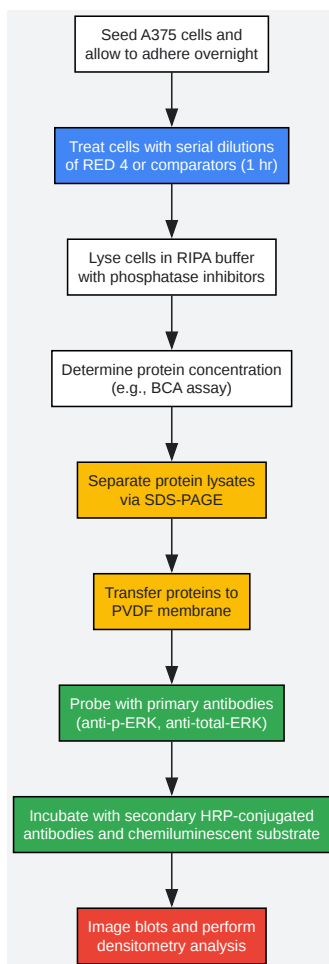 Seed A375 cells and
allow to adhere overnight
Treat cells with serial dilutions
of RED 4 or comparators (1 hr)
Lyse cells in RIPA buffer
with phosphatase inhibitors
Determine protein concentration
(e.g., BCA assay)
Separate protein lysates
via SDS-PAGE
Transfer proteins to
PVDF membrane
Probe with primary antibodies
(anti-p-ERK, anti-total-ERK)
Incubate with secondary HRP-conjugated
antibodies and chemiluminescent substrate
Image blots and perform
densitometry analysis